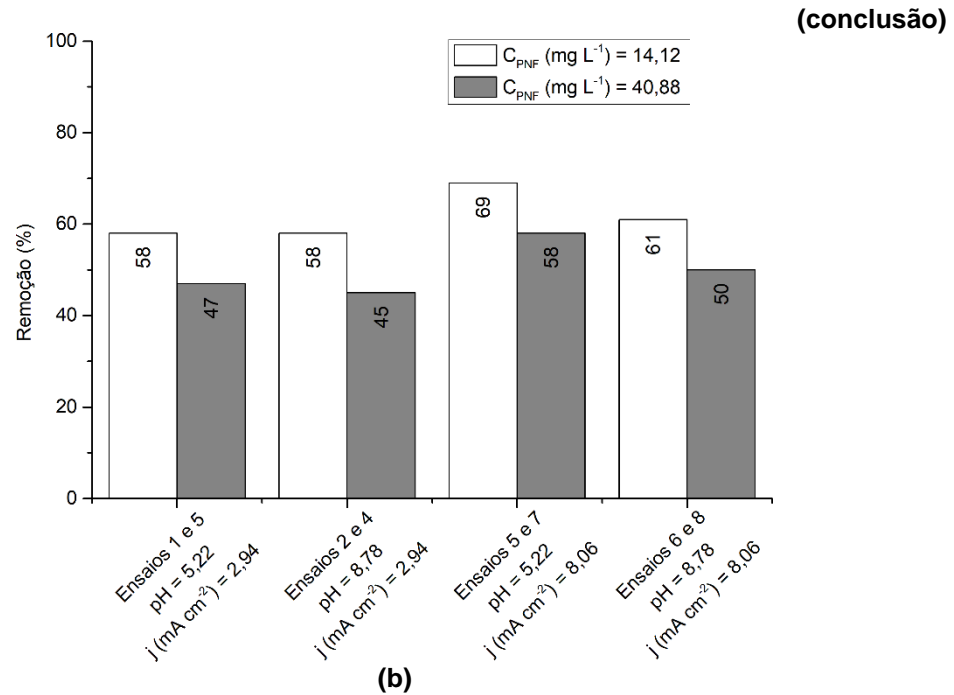 (conclusão)
C_PNF (mg L⁻¹) = 14,12
C_PNF (mg L⁻¹) = 40,88
Remoção (%)
100
80
60
40
20
0
58
47
58
45
69
58
61
50
Ensaios 1 e 5
pH = 5,22
j (mA cm⁻²) = 2,94
Ensaios 2 e 4
pH = 8,78
j (mA cm⁻²) = 2,94
Ensaios 5 e 7
pH = 5,22
j (mA cm⁻²) = 8,06
Ensaios 6 e 8
pH = 8,78
j (mA cm⁻²) = 8,06
(b)